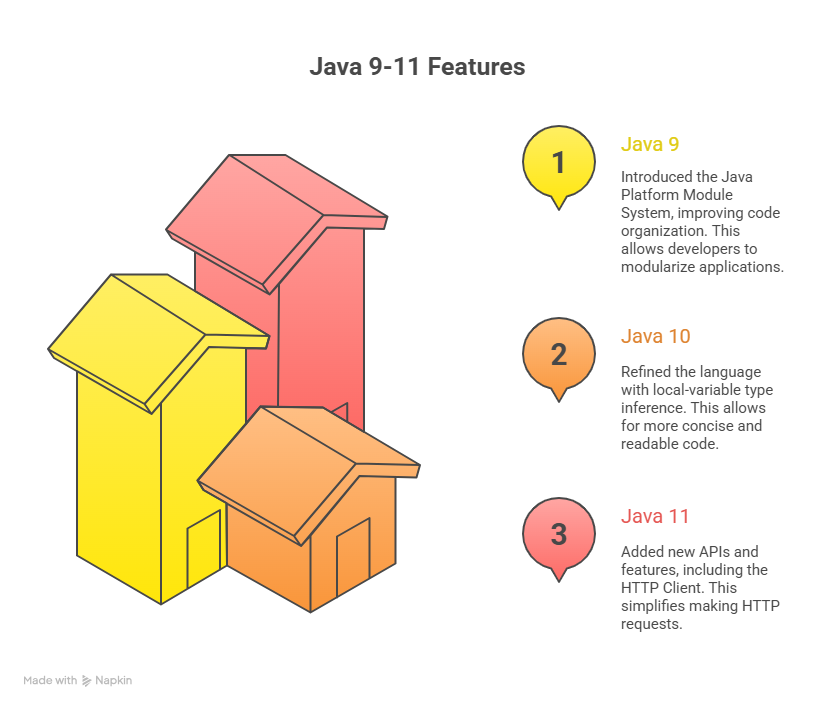 Java 9-11 Features
1
Java 9
Introduced the Java
Platform Module
System, improving code
organization. This
allows developers to
modularize applications.
2
Java 10
Refined the language
with local-variable type
inference. This allows
for more concise and
readable code.
3
Java 11
Added new APIs and
features, including the
HTTP Client. This
simplifies making HTTP
requests.
Made with Napkin